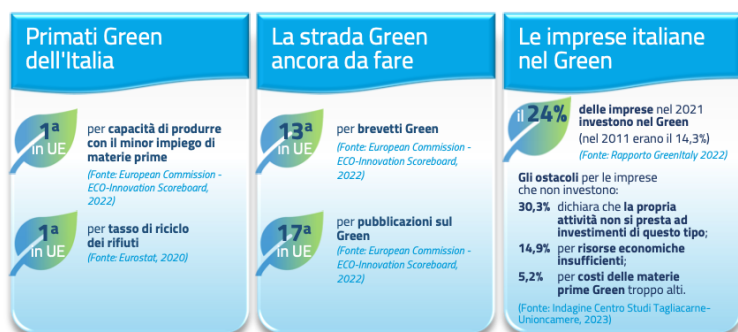 Primati Green
dell'Italia
1a
in UE
per capacità di produrre
con il minor impiego di
materie prime
(Fonte: European Commission -
ECO-Innovation Scoreboard,
2022)
1a
in UE
per tasso di riciclo
dei rifiuti
(Fonte: Eurostat, 2020)
La strada Green
ancora da fare
13a
in UE
per brevetti Green
(Fonte: European Commission -
ECO-Innovation Scoreboard,
2022)
17a
in UE
per pubblicazioni sul
Green
(Fonte: European Commission -
ECO-Innovation Scoreboard,
2022)
Le imprese italiane
nel Green
il 24%
delle imprese nel 2021
investono nel Green
(nel 2011 erano il 14,3%)
(Fonte: Rapporto GreenItaly 2022)
Gli ostacoli per le imprese
che non investono:
30,3% dichiara che la propria
attività non si presta ad
investimenti di questo tipo;
14,9% per risorse economiche
insufficienti;
5,2% per costi delle materie
prime Green troppo alti.
(Fonte: Indagine Centro Studi Tagliacarne-
Unioncamere, 2023)